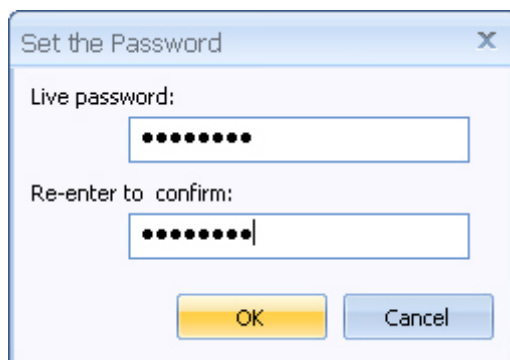 Set the Password
Live password:
••••••••
Re-enter to  confirm:
••••••••
OK
Cancel